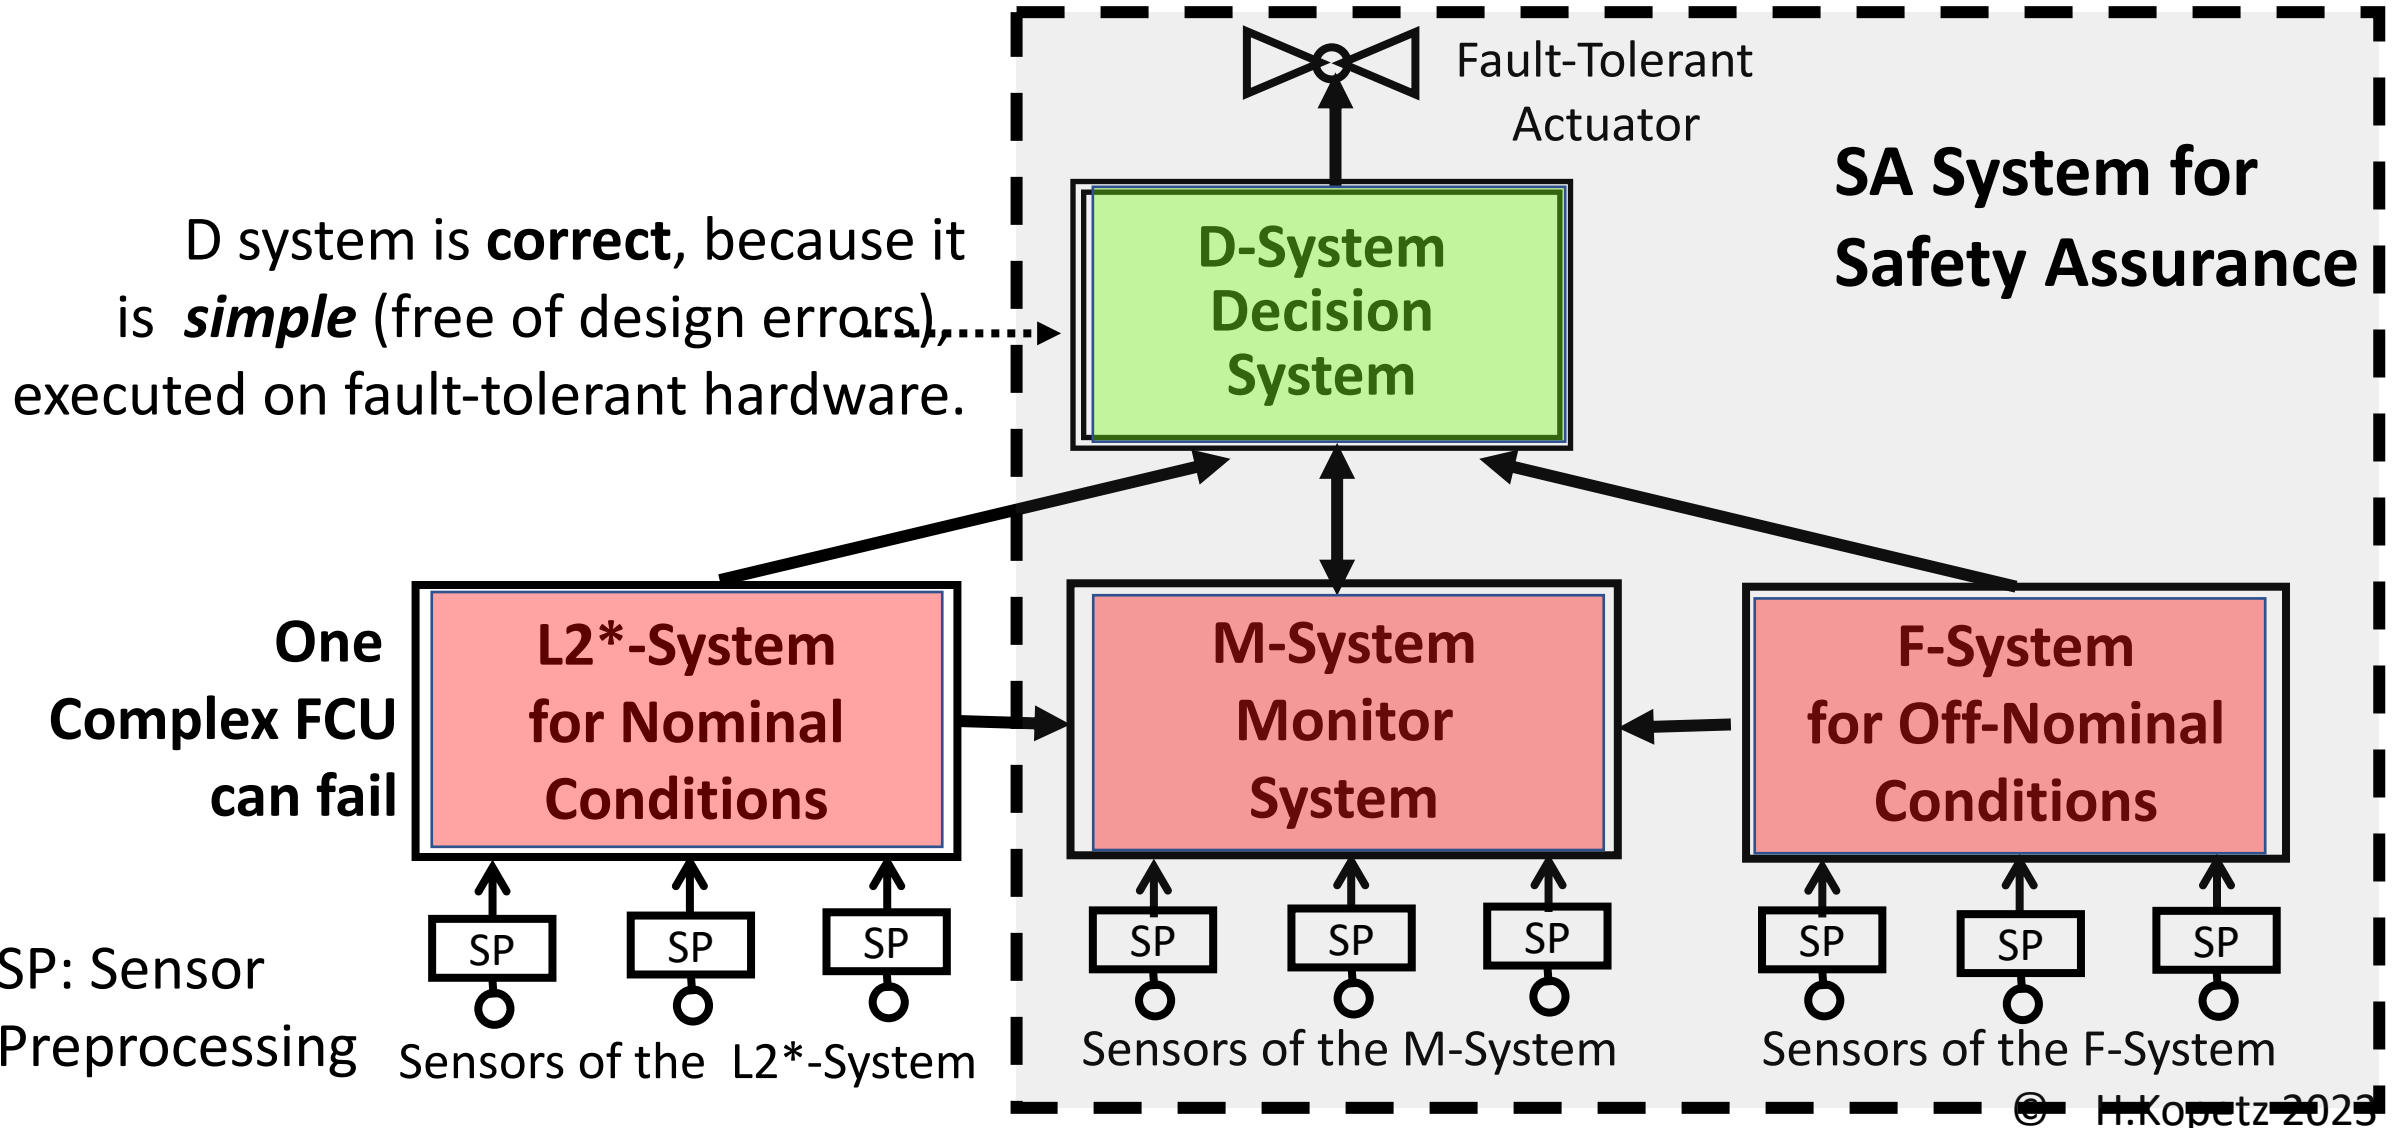 Fault-Tolerant
Actuator
SA System for
Safety Assurance
D system is correct, because it
is simple (free of design errors),
executed on fault-tolerant hardware.
D-System
Decision
System
One
Complex FCU
can fail
L2*-System
for Nominal
Conditions
M-System
Monitor
System
F-System
for Off-Nominal
Conditions
SP
SP
SP
SP
SP
SP
SP
SP
SP
SP: Sensor
Preprocessing
Sensors of the L2*-System
Sensors of the M-System
Sensors of the F-System
© H.Kopetz 2023